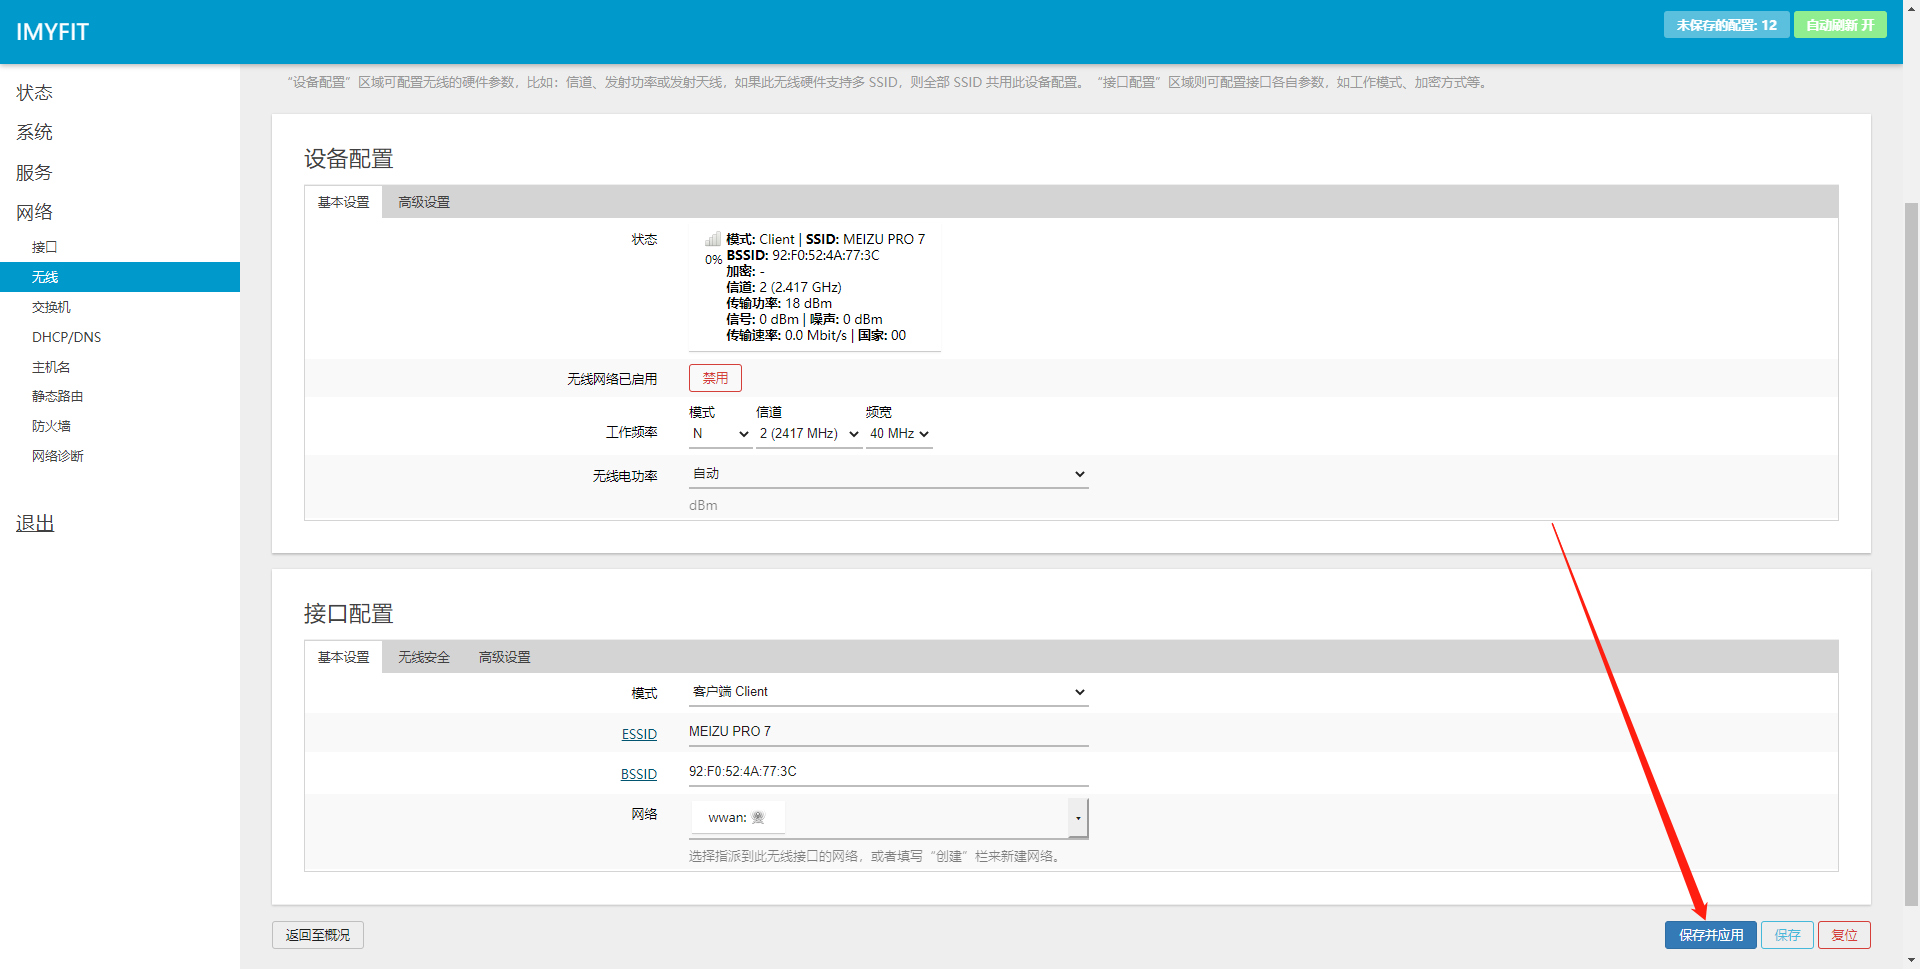 IMYFIT
未保存的配置: 12
自动刷新 开
状态
系统
服务
网络
接口
无线
交换机
DHCP/DNS
主机名
静态路由
防火墙
网络诊断
退出
“设备配置”区域可配置无线的硬件参数，比如：信道、发射功率或发射天线，如果此无线硬件支持多 SSID，则全部 SSID 共用此设备配置。 “接口配置”区域则可配置接口各自参数，如工作模式、加密方式等。
设备配置
基本设置 高级设置
状态
0%
模式: Client | SSID: MEIZU PRO 7
BSSID: 92:F0:52:4A:77:3C
加密: -
信道: 2 (2.417 GHz)
传输功率: 18 dBm
信号: 0 dBm | 噪声: 0 dBm
传输速率: 0.0 Mbit/s | 国家: 00
无线网络已启用 禁用
模式 信道 频宽
工作频率 N 2 (2417 MHz) 40 MHz
无线电功率 自动
dBm
接口配置
基本设置 无线安全 高级设置
模式 客户端 Client
ESSID MEIZU PRO 7
BSSID 92:F0:52:4A:77:3C
网络 wwan:
选择指派到此无线接口的网络，或者填写“创建”栏来新建网络。
返回至概况
保存并应用 保存 复位